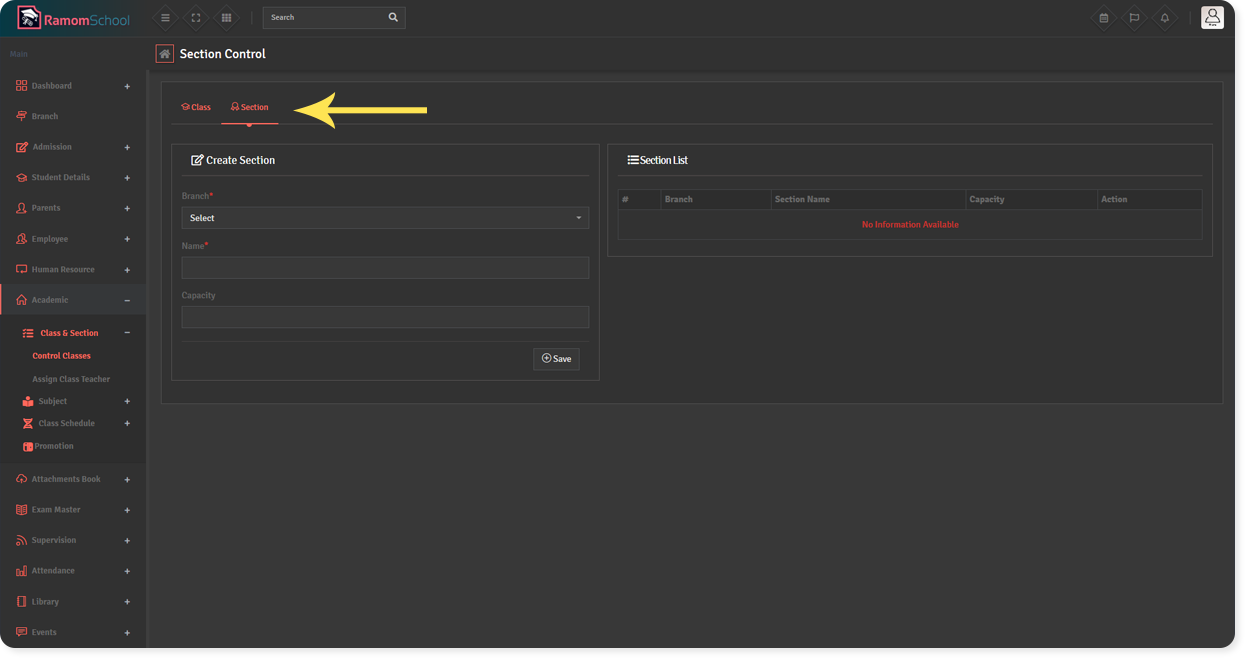 RamomSchool
Search
Main
Section Control
Dashboard
Branch
Admission
Student Details
Parents
Employee
Human Resource
Academic
Class & Section
Control Classes
Assign Class Teacher
Subject
Class Schedule
Promotion
Attachments Book
Exam Master
Supervision
Attendance
Library
Events
Class Section
Create Section
Branch*
Select
Name*
Capacity
Save
Section List
# Branch Section Name Capacity Action
No Information Available